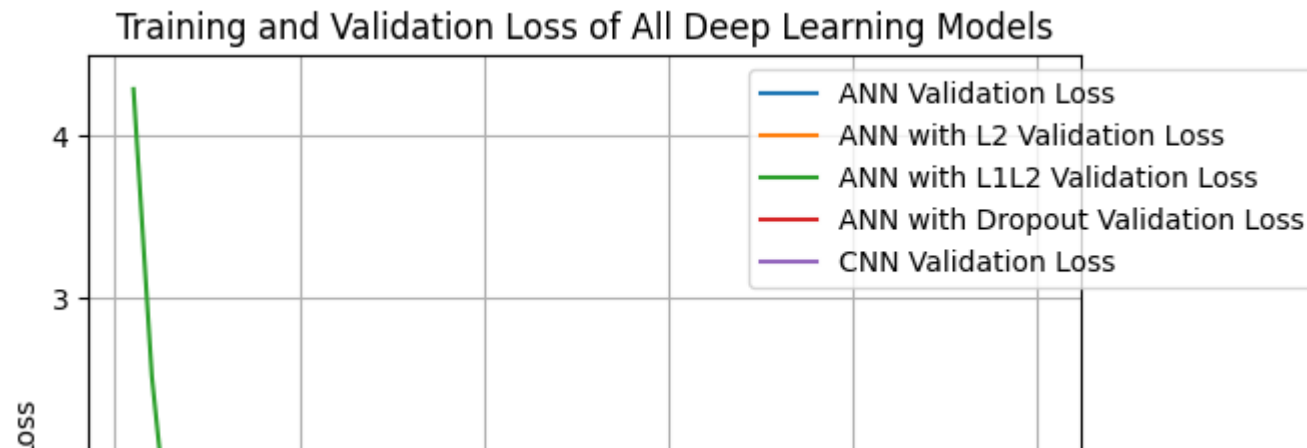 Training and Validation Loss of All Deep Learning Models
ANN Validation Loss
ANN with L2 Validation Loss
ANN with L1L2 Validation Loss
ANN with Dropout Validation Loss
CNN Validation Loss
4
3